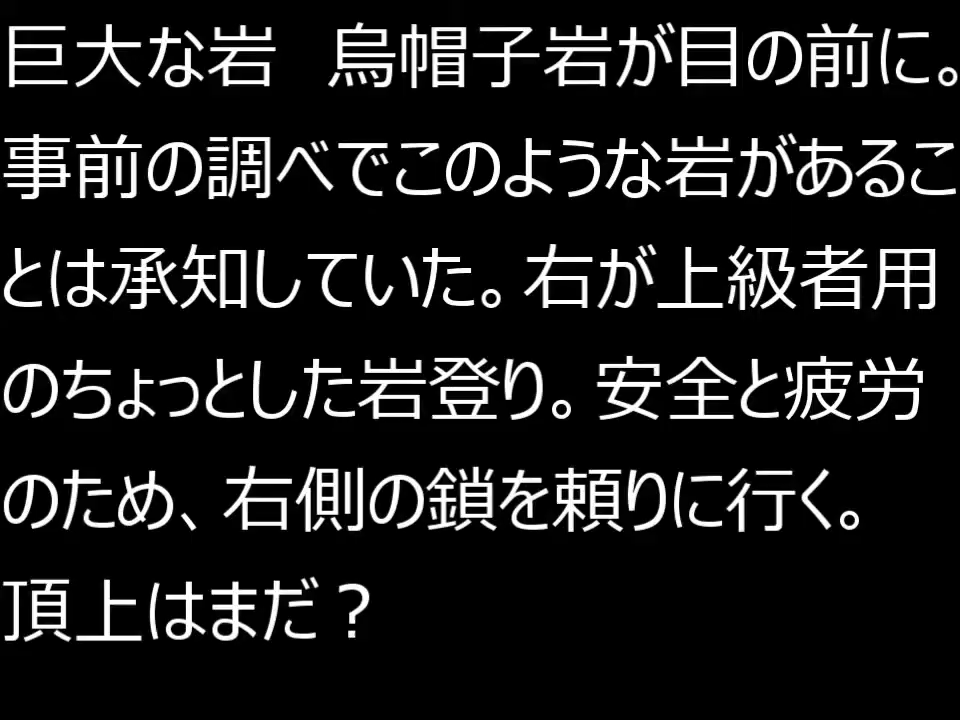 巨大な岩　烏帽子岩が目の前に。
事前の調べでこのような岩があるこ
とは承知していた。右が上級者用
のちょっとした岩登り。安全と疲労
のため、右側の鎖を頼りに行く。
頂上はまだ？